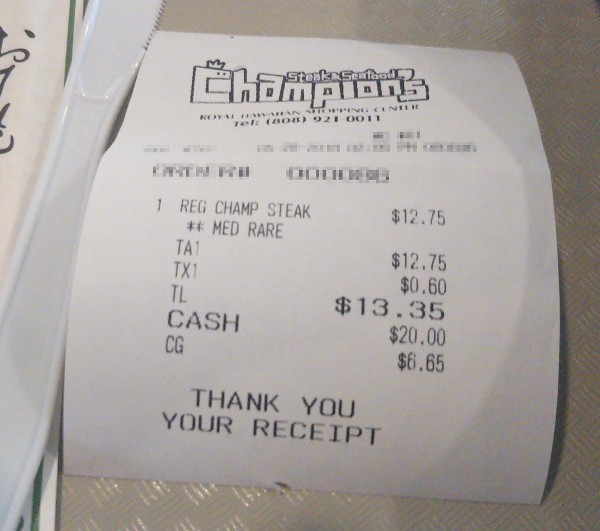 Steak & Seafood
Champion's
ROYAL HAWAIIAN SHOPPING CENTER
Tel: (808) 921-0011
000086
1 REG CHAMP STEAK $12.75
** MED RARE
TA1 $12.75
TX1 $0.60
TL $13.35
CASH $20.00
CG $6.65
THANK YOU
YOUR RECEIPT